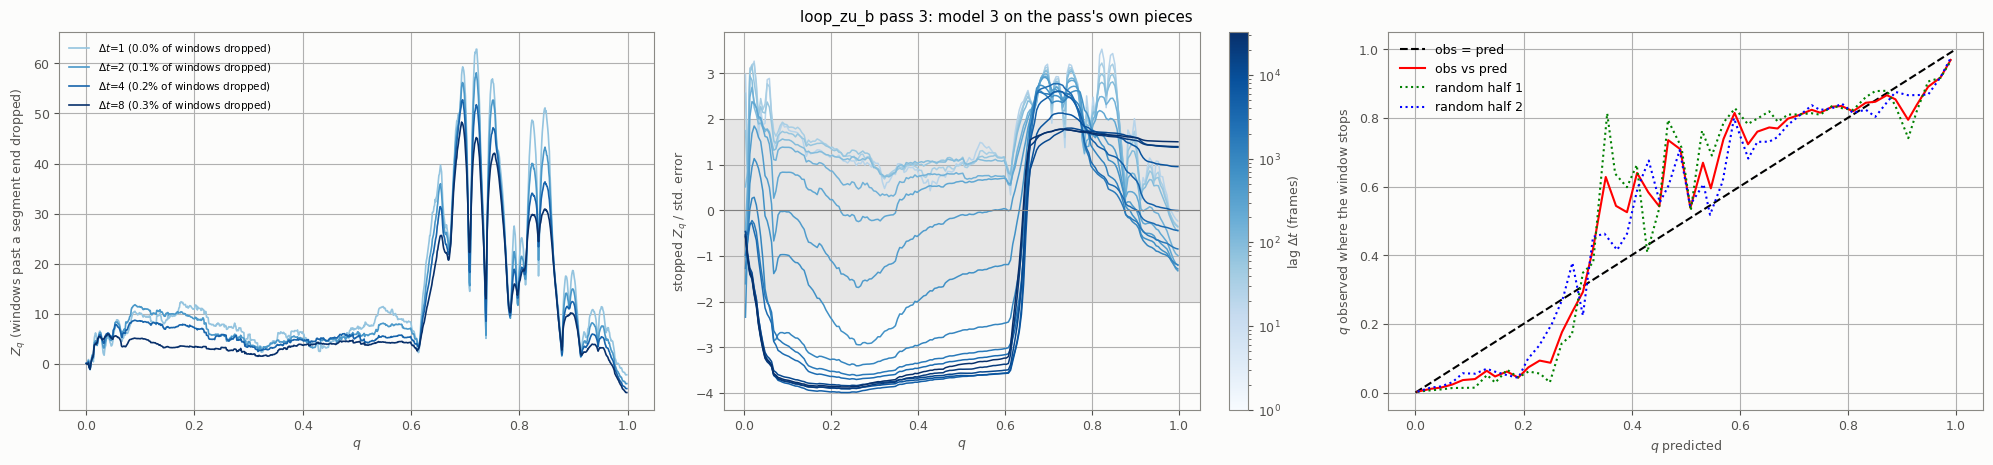 loop_zu_b pass 3: model 3 on the pass's own pieces
Z_q (windows past a segment end dropped)
60
50
40
30
20
10
0
Δt=1 (0.0% of windows dropped)
Δt=2 (0.1% of windows dropped)
Δt=4 (0.2% of windows dropped)
Δt=8 (0.3% of windows dropped)
0.0 0.2 0.4 0.6 0.8 1.0
q
stopped Z_q / std. error
3
2
1
0
−1
−2
−3
−4
0.0 0.2 0.4 0.6 0.8 1.0
q
10^4
10^3
10^2
10^1
10^0
lag Δt (frames)
q observed where the window stops
1.0
0.8
0.6
0.4
0.2
0.0
obs = pred
obs vs pred
random half 1
random half 2
0.0 0.2 0.4 0.6 0.8 1.0
q predicted